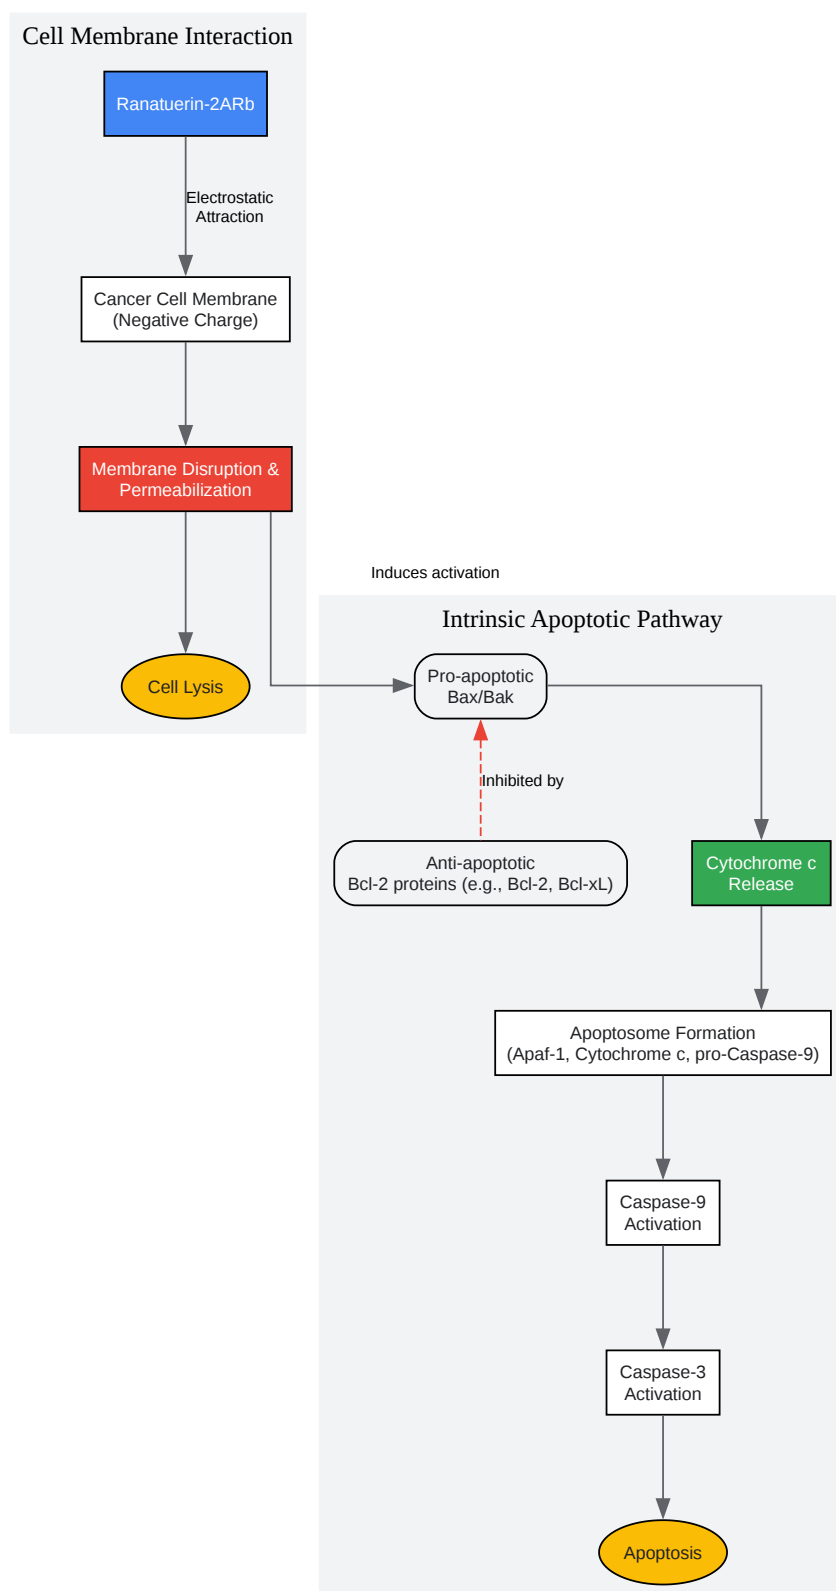 Cell Membrane Interaction
Ranatuerin-2ARb
Electrostatic
Attraction
Cancer Cell Membrane
(Negative Charge)
Membrane Disruption &
Permeabilization
Cell Lysis
Induces activation
Intrinsic Apoptotic Pathway
Pro-apoptotic
Bax/Bak
Inhibited by
Anti-apoptotic
Bcl-2 proteins (e.g., Bcl-2, Bcl-xL)
Cytochrome c
Release
Apoptosome Formation
(Apaf-1, Cytochrome c, pro-Caspase-9)
Caspase-9
Activation
Caspase-3
Activation
Apoptosis